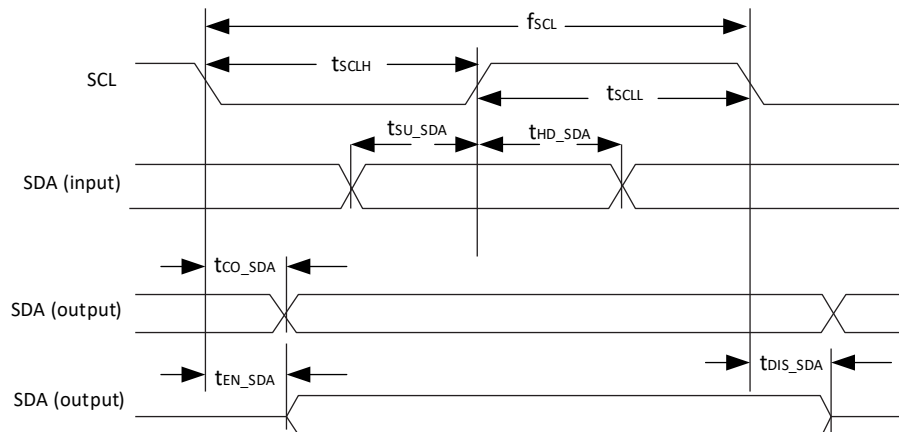 fSCL
tSCLH
SCL
tSCLL
tSU_SDA
tHD_SDA
SDA (input)
tCO_SDA
SDA (output)
tEN_SDA
tDIS_SDA
SDA (output)